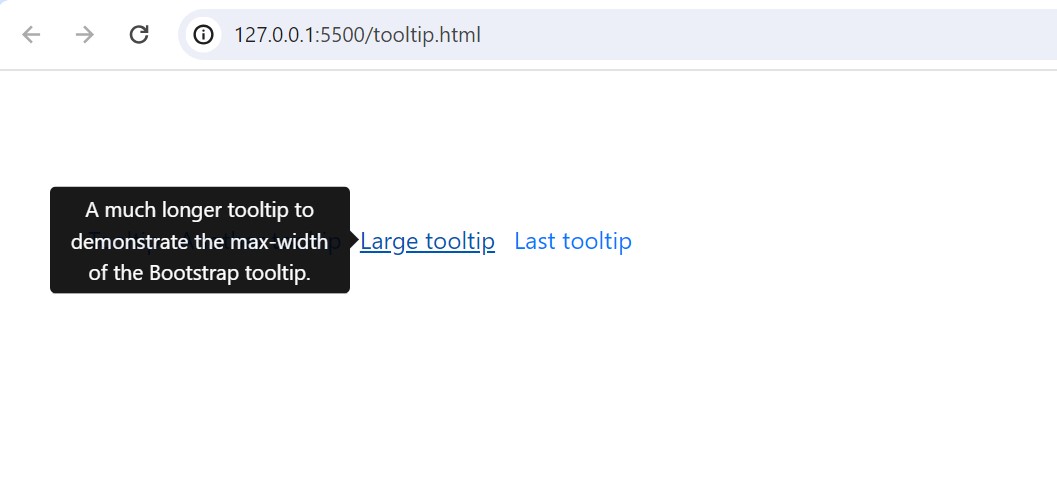 127.0.0.1:5500/tooltip.html
A much longer tooltip to
demonstrate the max-width
of the Bootstrap tooltip.
Large tooltip Last tooltip